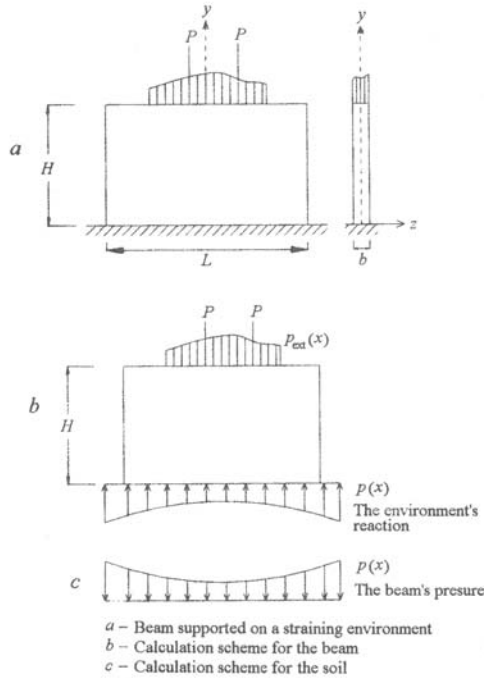 y
y
P
P
a
H
L
b
z
P
P
p_ext(x)
b
H
p(x)
The environment's
reaction
c
p(x)
The beam's presure
a – Beam supported on a straining environment
b – Calculation scheme for the beam
c – Calculation scheme for the soil